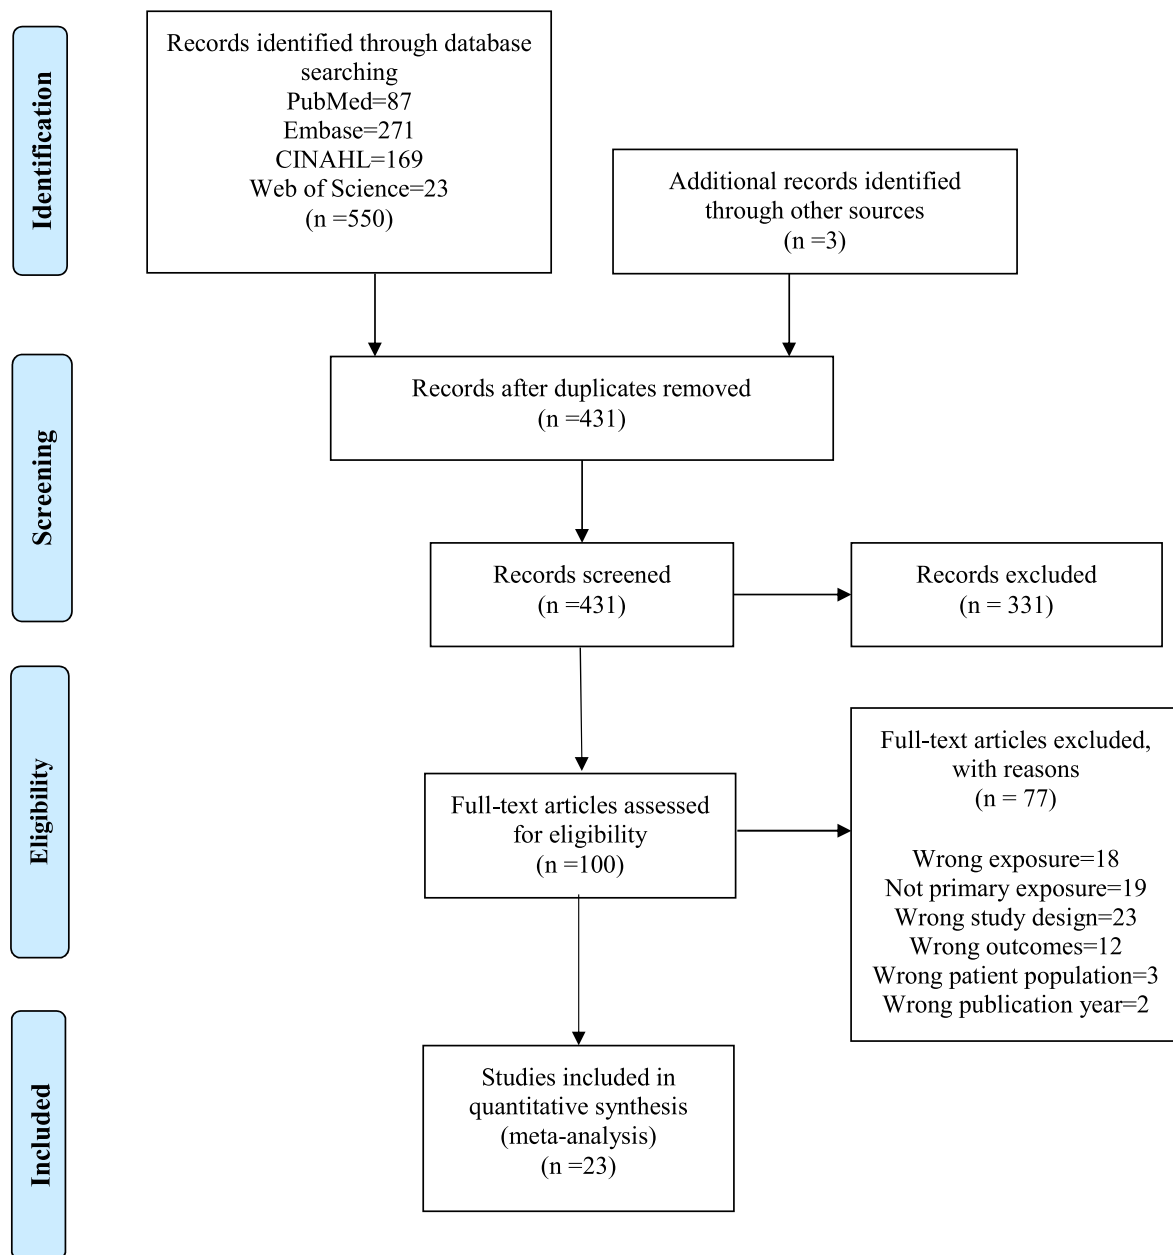 Identification
Records identified through database
searching
PubMed=87
Embase=271
CINAHL=169
Web of Science=23
(n =550)
Additional records identified
through other sources
(n =3)
Screening
Records after duplicates removed
(n =431)
Records screened
(n =431)
Records excluded
(n = 331)
Eligibility
Full-text articles assessed
for eligibility
(n =100)
Full-text articles excluded,
with reasons
(n = 77)
Wrong exposure=18
Not primary exposure=19
Wrong study design=23
Wrong outcomes=12
Wrong patient population=3
Wrong publication year=2
Included
Studies included in
quantitative synthesis
(meta-analysis)
(n =23)